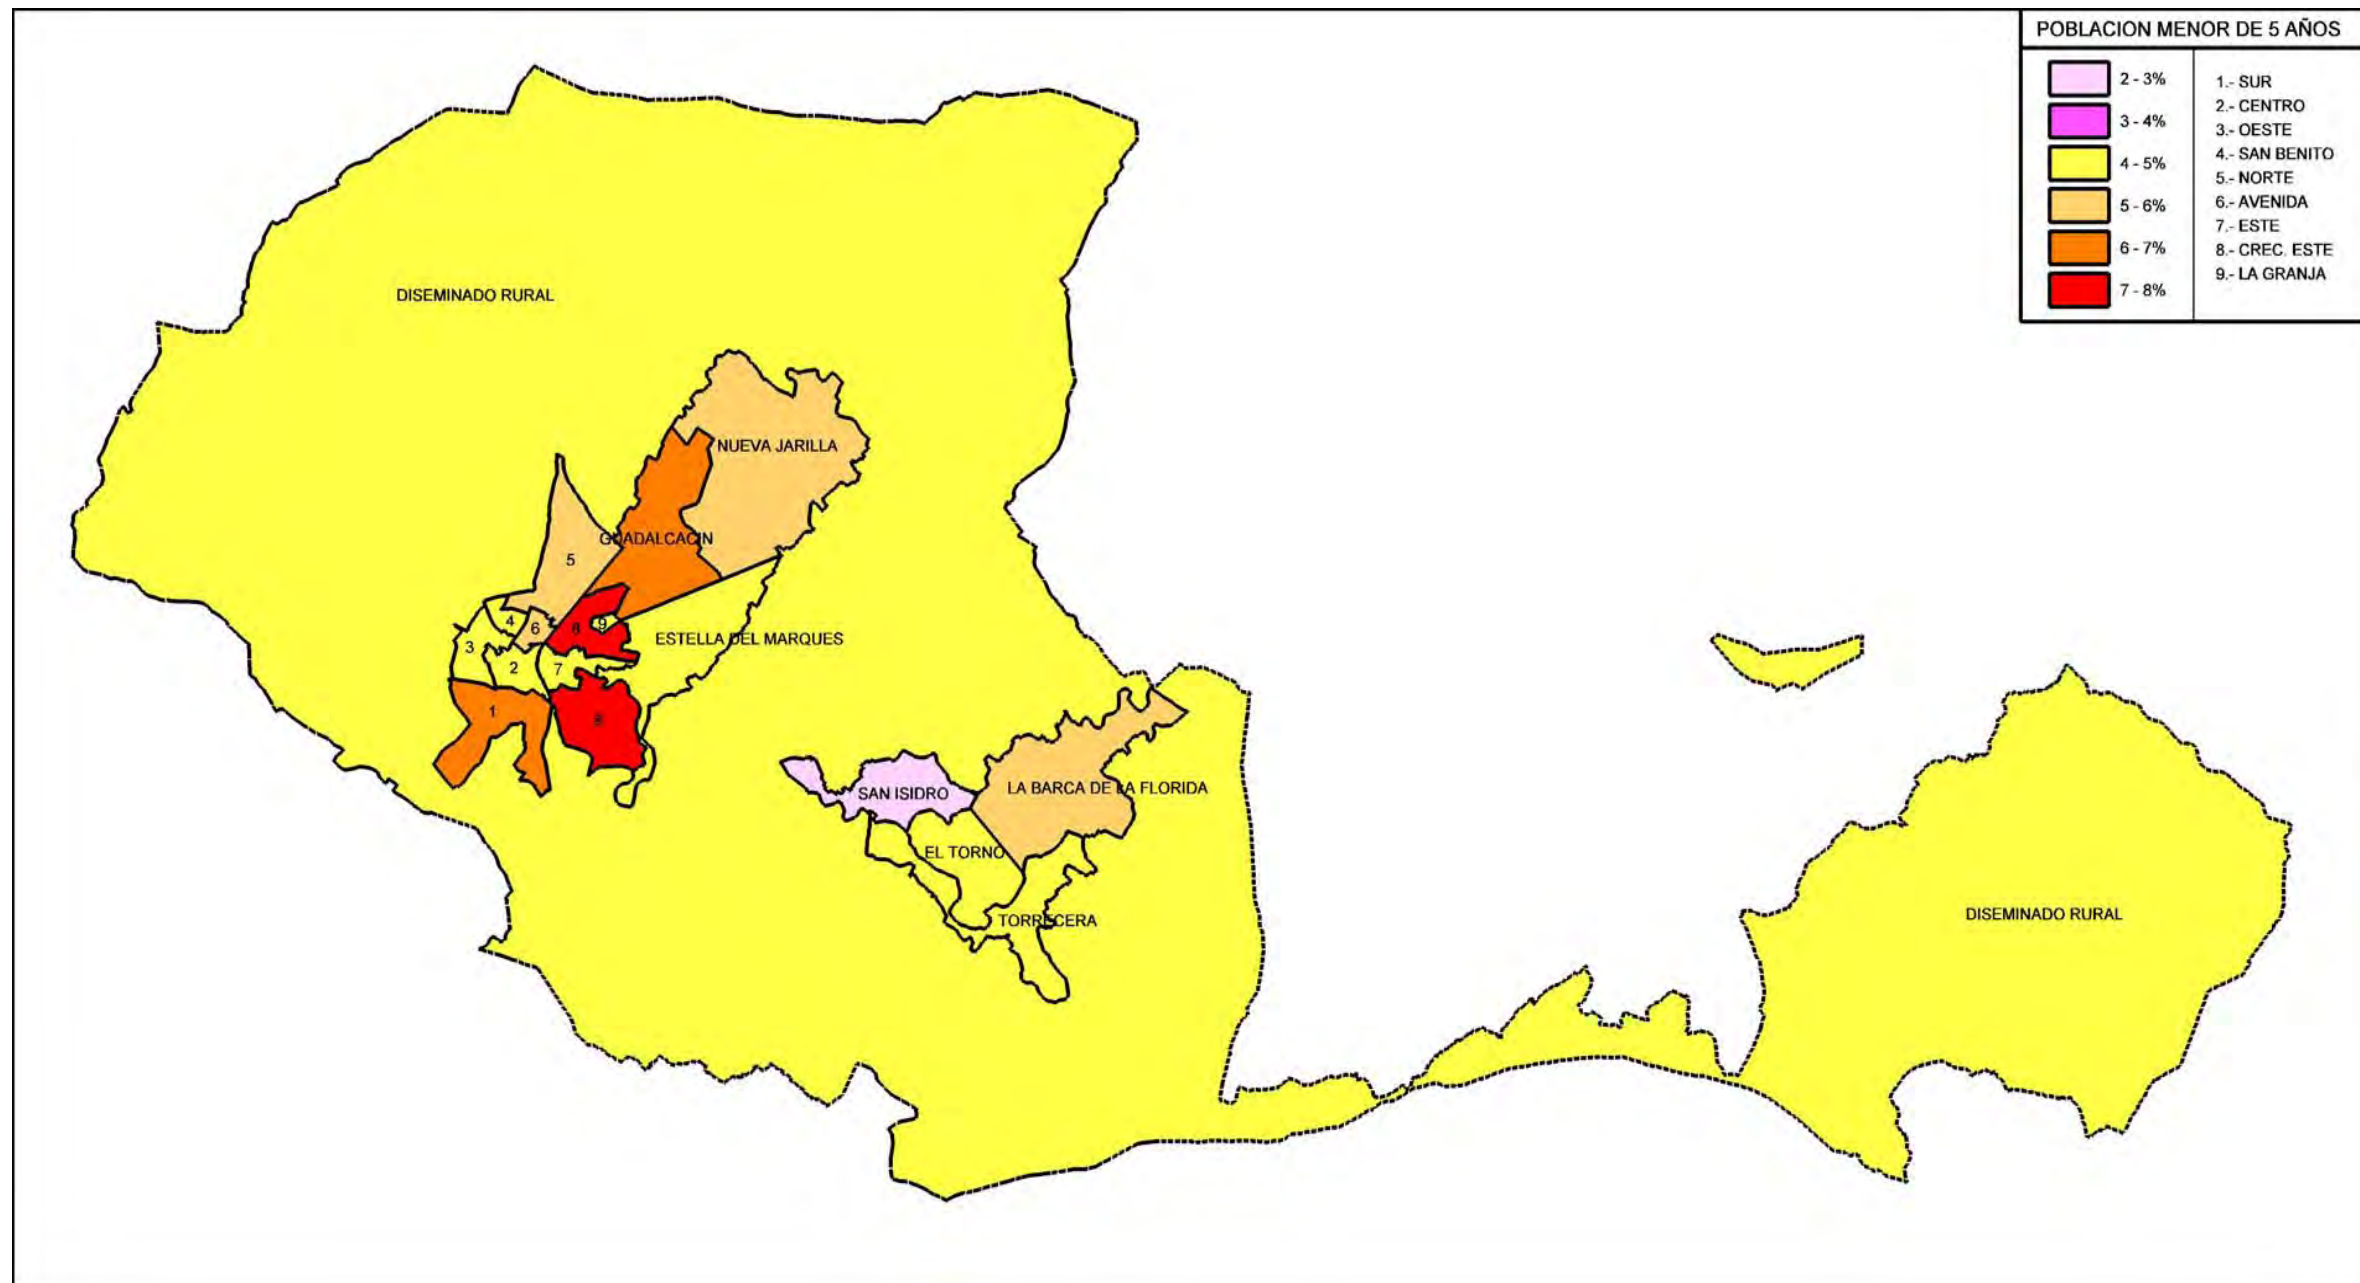 POBLACION MENOR DE 5 AÑOS
2 - 3%
3 - 4%
4 - 5%
5 - 6%
6 - 7%
7 - 8%
1.- SUR
2.- CENTRO
3.- OESTE
4.- SAN BENITO
5.- NORTE
6.- AVENIDA
7.- ESTE
8.- CREC. ESTE
9.- LA GRANJA
DISEMINADO RURAL
NUEVA JARILLA
GUADALCACIN
5
4
6
8
9
3
2
7
ESTELLA DEL MARQUES
1
8
SAN ISIDRO
LA BARCA DE LA FLORIDA
EL TORNO
TORRECERA
DISEMINADO RURAL